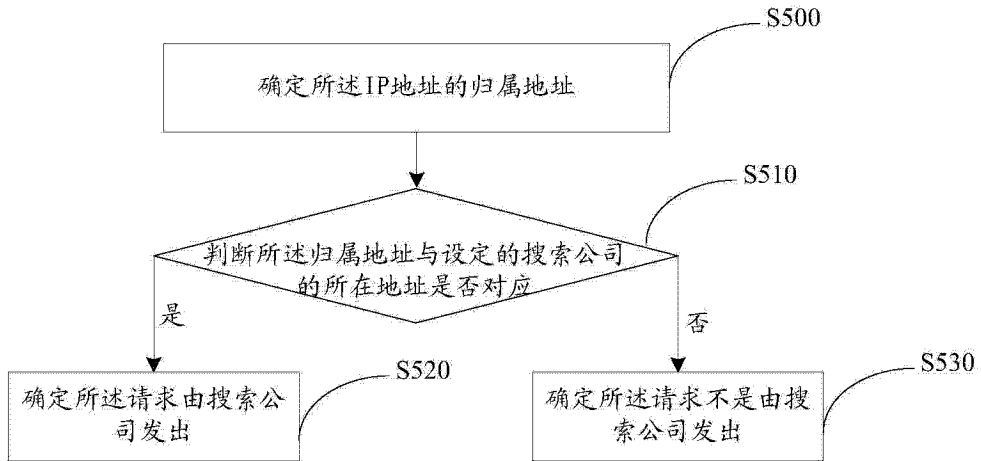 S500
确定所述IP地址的归属地址
S510
判断所述归属地址与设定的搜索公司
的所在地址是否对应
是
否
S520
确定所述请求由搜索公
司发出
S530
确定所述请求不是由搜
索公司发出